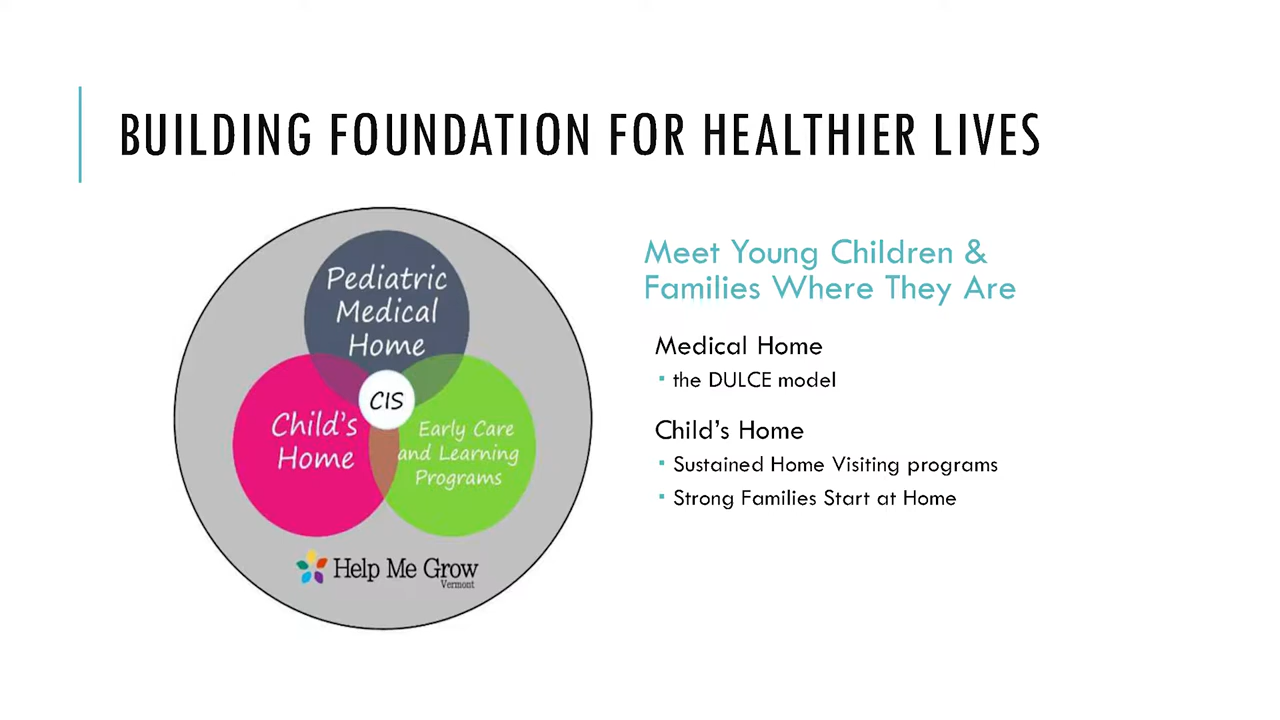 BUILDING FOUNDATION FOR HEALTHIER LIVES
Pediatric
Medical
Home
CIS
Child's
Home
Early Care
and Learning
Programs
Help Me Grow
Vermont
Meet Young Children &
Families Where They Are
Medical Home
▪ the DULCE model
Child's Home
▪ Sustained Home Visiting programs
▪ Strong Families Start at Home